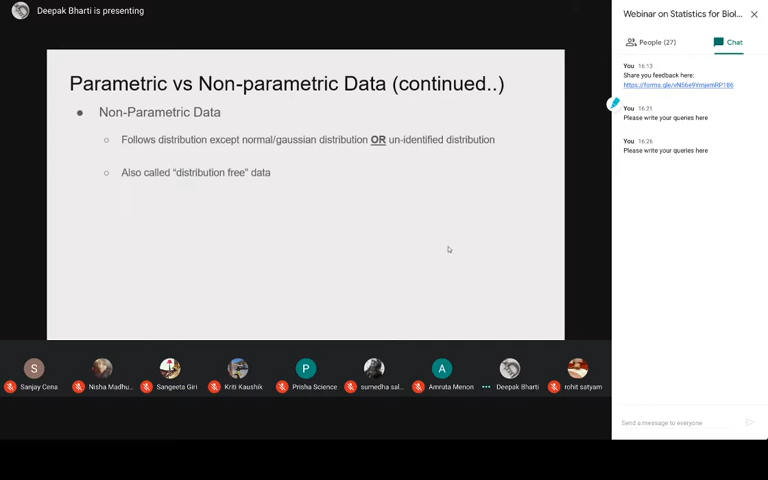 Deepak Bharti is presenting
Webinar on Statistics for Biol...
People (27)
Chat
You 16:13
Share you feedback here:
You 16:21
Please write your queries here
You 16:26
Please write your queries here
Parametric vs Non-parametric Data (continued..)
Non-Parametric Data
Follows distribution except normal/gaussian distribution OR un-identified distribution
Also called “distribution free” data
S
P
A
Sanjay Cena
Nisha Madhu...
Sangeeta Giri
Kriti Kaushik
Prisha Science
sumedha sal...
Amruta Menon
Deepak Bharti
rohit satyam
Send a message to everyone